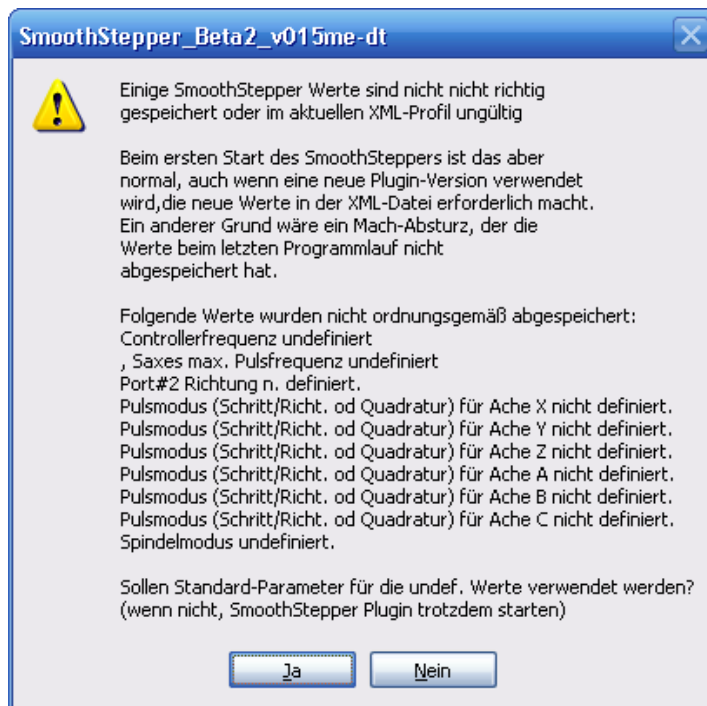 SmoothStepper_Beta2_v015me-dt
Einige SmoothStepper Werte sind nicht nicht richtig
gespeichert oder im aktuellen XML-Profil ungültig
Beim ersten Start des SmoothSteppers ist das aber
normal, auch wenn eine neue Plugin-Version verwendet
wird,die neue Werte in der XML-Datei erforderlich macht.
Ein anderer Grund wäre ein Mach-Absturz, der die
Werte beim letzten Programmlauf nicht
abgespeichert hat.
Folgende Werte wurden nicht ordnungsgemäß abgespeichert:
Controllerfrequenz undefiniert
, Saxes max. Pulsfrequenz undefiniert
Port#2 Richtung n. definiert.
Pulsmodus (Schritt/Richt. od Quadratur) für Ache X nicht definiert.
Pulsmodus (Schritt/Richt. od Quadratur) für Ache Y nicht definiert.
Pulsmodus (Schritt/Richt. od Quadratur) für Ache Z nicht definiert.
Pulsmodus (Schritt/Richt. od Quadratur) für Ache A nicht definiert.
Pulsmodus (Schritt/Richt. od Quadratur) für Ache B nicht definiert.
Pulsmodus (Schritt/Richt. od Quadratur) für Ache C nicht definiert.
Spindelmodus undefiniert.
Sollen Standard-Parameter für die undef. Werte verwendet werden?
(wenn nicht, SmoothStepper Plugin trotzdem starten)
Ja Nein